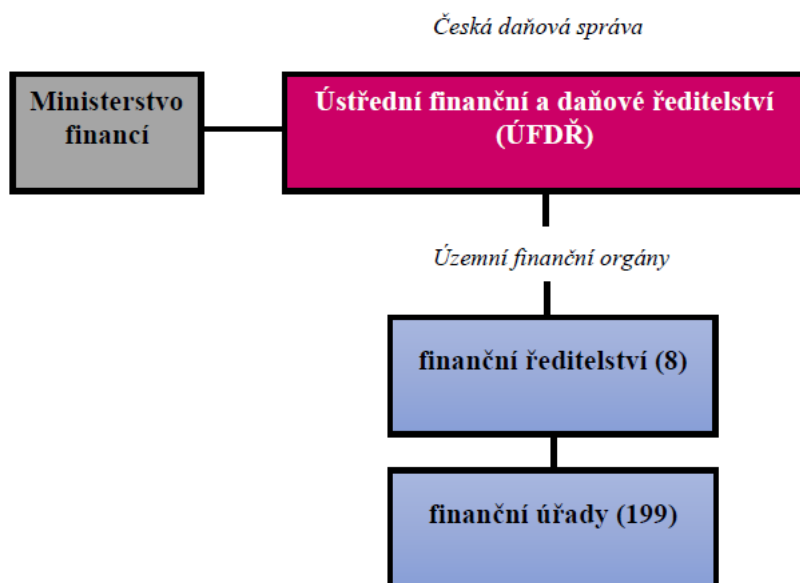 Česká daňová správa
Ministerstvo
financí
Ústřední finanční a daňové ředitelství
(ÚFDŘ)
Územní finanční orgány
finanční ředitelství (8)
finanční úřady (199)